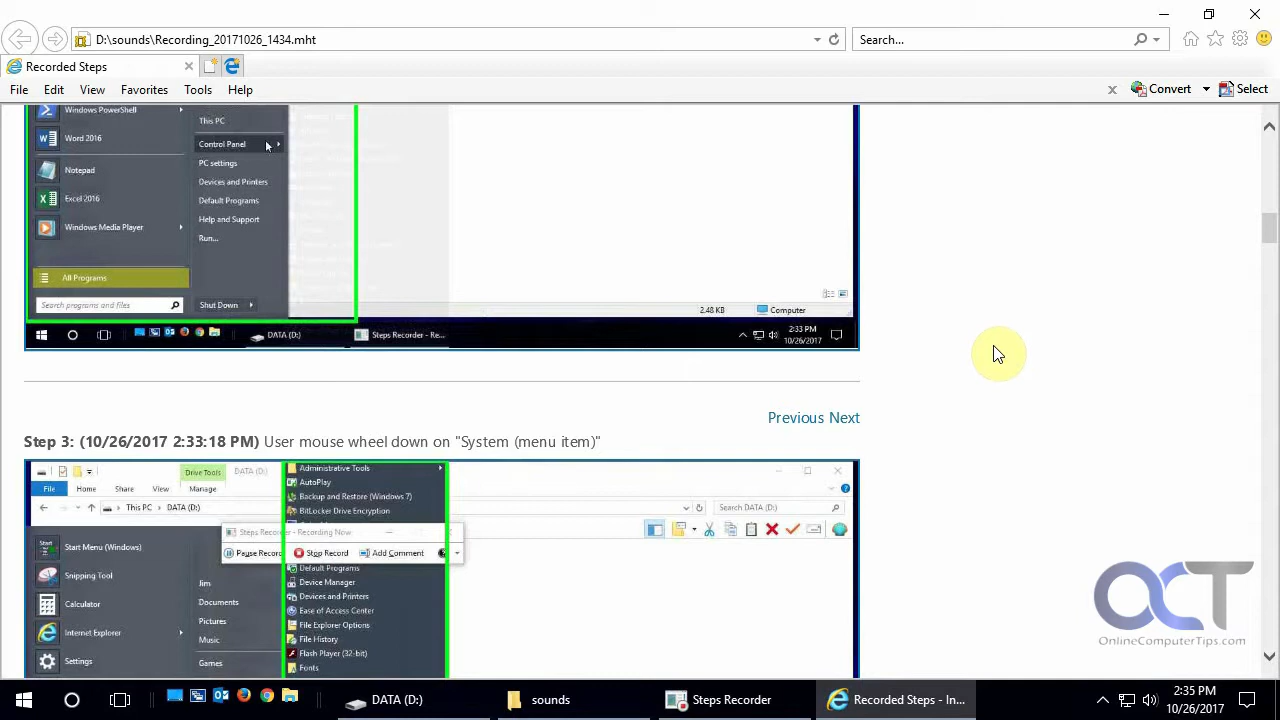 D:\sounds\Recording_20171026_1434.mht
Search...
Recorded Steps
File Edit View Favorites Tools Help
Convert Select
Windows PowerShell
This PC
Word 2016
Control Panel
PC settings
Notepad
Devices and Printers
Excel 2016
Default Programs
Help and Support
Windows Media Player
Run...
All Programs
Search programs and files
Shut Down
2.48 KB Computer
DATA (D:)
Steps Recorder - Re...
2:33 PM
10/26/2017
Previous Next
Step 3: (10/26/2017 2:33:18 PM) User mouse wheel down on "System (menu item)"
Drive Tools DATA (D:)
File Home Share View Manage
This PC DATA (D:)
Search DATA (D:)
Administrative Tools
AutoPlay
Backup and Restore (Windows 7)
BitLocker Drive Encryption
Steps Recorder - Recording Now
Pause Record Stop Record Add Comment
Start Menu (Windows)
Default Programs
Snipping Tool
Jim
Device Manager
Devices and Printers
Calculator
Documents
Ease of Access Center
Pictures
File Explorer Options
Internet Explorer
Music
File History
Flash Player (32-bit)
Settings
Games
Fonts
OCT
OnlineComputerTips.com
DATA (D:)
sounds
Steps Recorder
Recorded Steps - In...
2:35 PM
10/26/2017